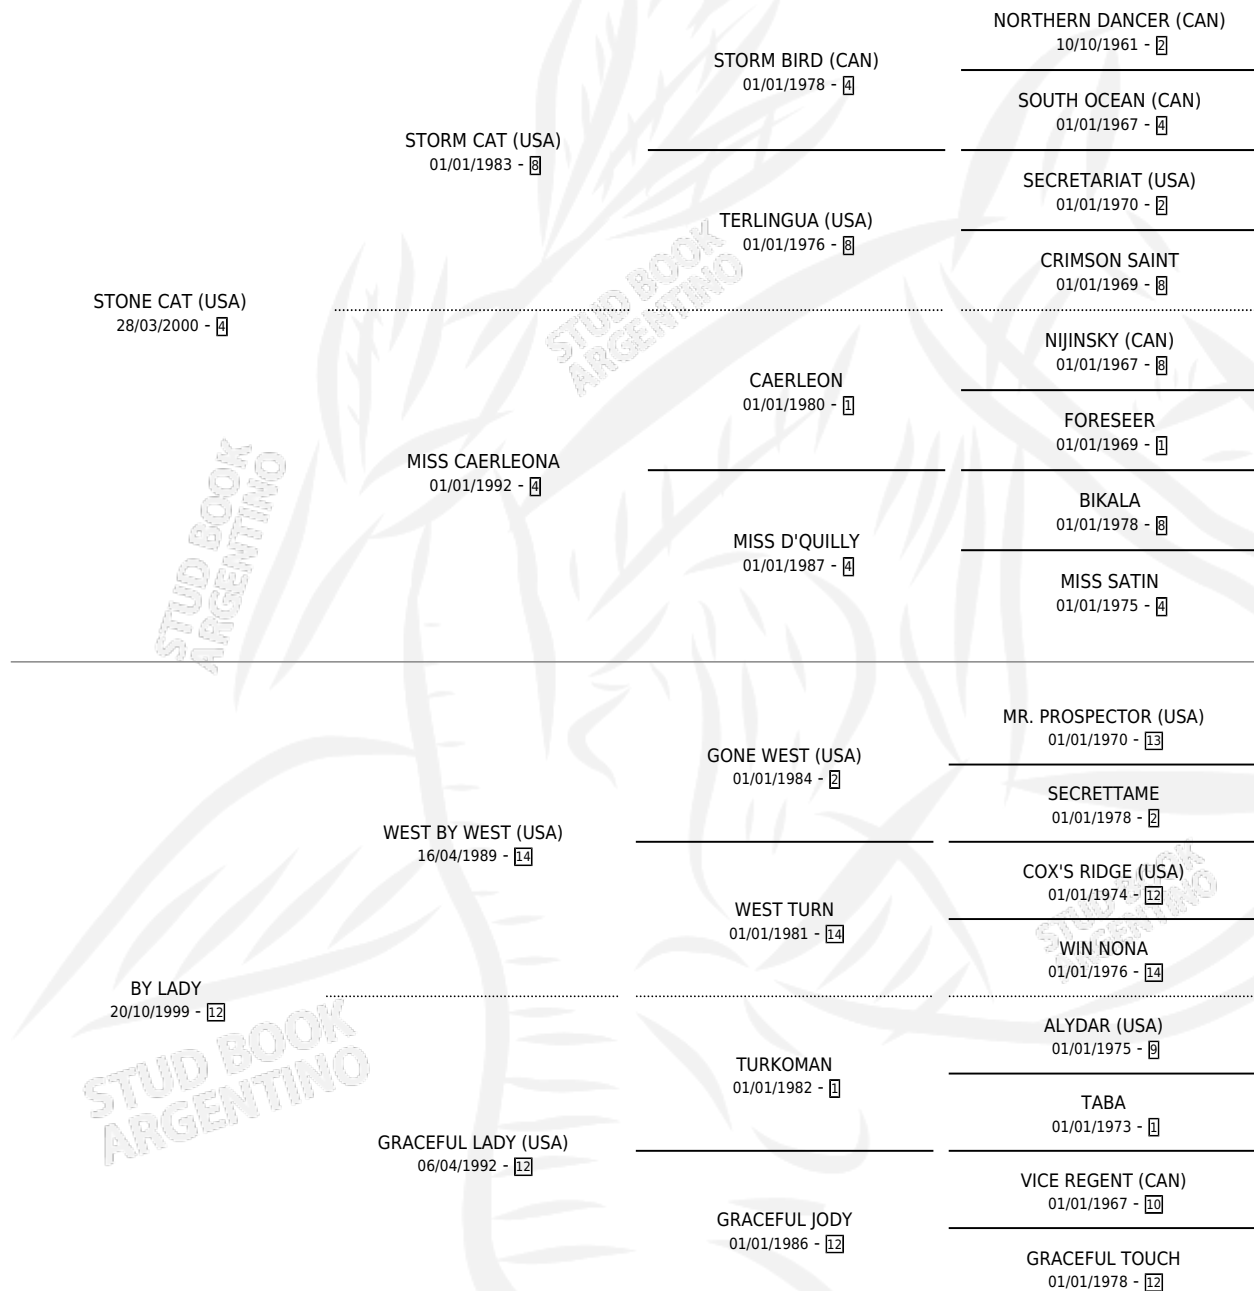 NORTHERN DANCER (CAN)
10/10/1961 - 2
STORM BIRD (CAN)
01/01/1978 - 4
SOUTH OCEAN (CAN)
01/01/1967 - 4
STORM CAT (USA)
01/01/1983 - 8
SECRETARIAT (USA)
01/01/1970 - 2
TERLINGUA (USA)
01/01/1976 - 8
CRIMSON SAINT
01/01/1969 - 8
STONE CAT (USA)
28/03/2000 - 4
NIJINSKY (CAN)
01/01/1967 - 8
CAERLEON
01/01/1980 - 1
FORESEER
01/01/1969 - 1
MISS CAERLEONA
01/01/1992 - 4
BIKALA
01/01/1978 - 8
MISS D'QUILLY
01/01/1987 - 4
MISS SATIN
01/01/1975 - 4
MR. PROSPECTOR (USA)
01/01/1970 - 13
GONE WEST (USA)
01/01/1984 - 2
SECRETTAME
01/01/1978 - 2
WEST BY WEST (USA)
16/04/1989 - 14
COX'S RIDGE (USA)
01/01/1974 - 12
WEST TURN
01/01/1981 - 14
WIN NONA
01/01/1976 - 14
BY LADY
20/10/1999 - 12
ALYDAR (USA)
01/01/1975 - 9
TURKOMAN
01/01/1982 - 1
TABA
01/01/1973 - 1
GRACEFUL LADY (USA)
06/04/1992 - 12
VICE REGENT (CAN)
01/01/1967 - 10
GRACEFUL JODY
01/01/1986 - 12
GRACEFUL TOUCH
01/01/1978 - 12
STUD BOOK
ARGENTINO
STUD BOOK
ARGENTINO
STUD BOOK
ARGENTINO
STUD BOOK
ARGENTINO